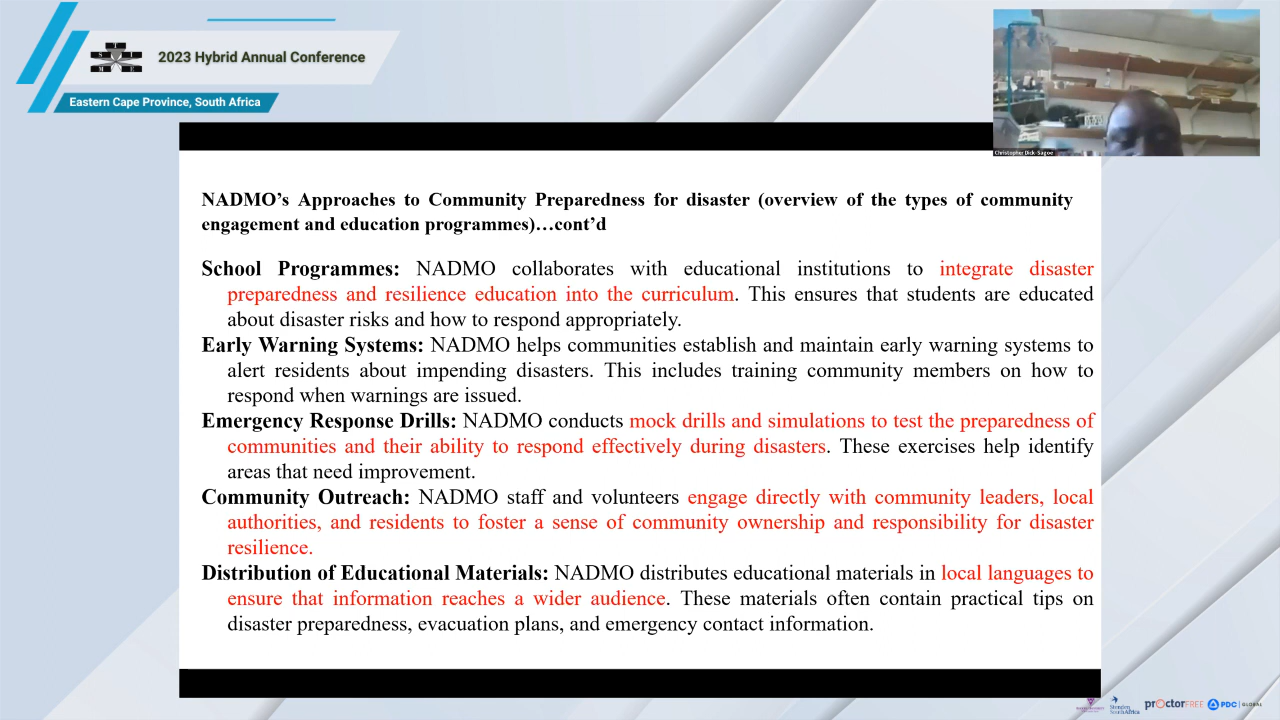 2023 Hybrid Annual Conference
Eastern Cape Province, South Africa
Christopher Dick-Sagoe
NADMO's Approaches to Community Preparedness for disaster (overview of the types of community
engagement and education programmes)…cont'd
School Programmes: NADMO collaborates with educational institutions to integrate disaster
preparedness and resilience education into the curriculum. This ensures that students are educated
about disaster risks and how to respond appropriately.
Early Warning Systems: NADMO helps communities establish and maintain early warning systems to
alert residents about impending disasters. This includes training community members on how to
respond when warnings are issued.
Emergency Response Drills: NADMO conducts mock drills and simulations to test the preparedness of
communities and their ability to respond effectively during disasters. These exercises help identify
areas that need improvement.
Community Outreach: NADMO staff and volunteers engage directly with community leaders, local
authorities, and residents to foster a sense of community ownership and responsibility for disaster
resilience.
Distribution of Educational Materials: NADMO distributes educational materials in local languages to
ensure that information reaches a wider audience. These materials often contain practical tips on
disaster preparedness, evacuation plans, and emergency contact information.
Stenden
SouthAfrica
proctorFREE
PDC | GLOBAL